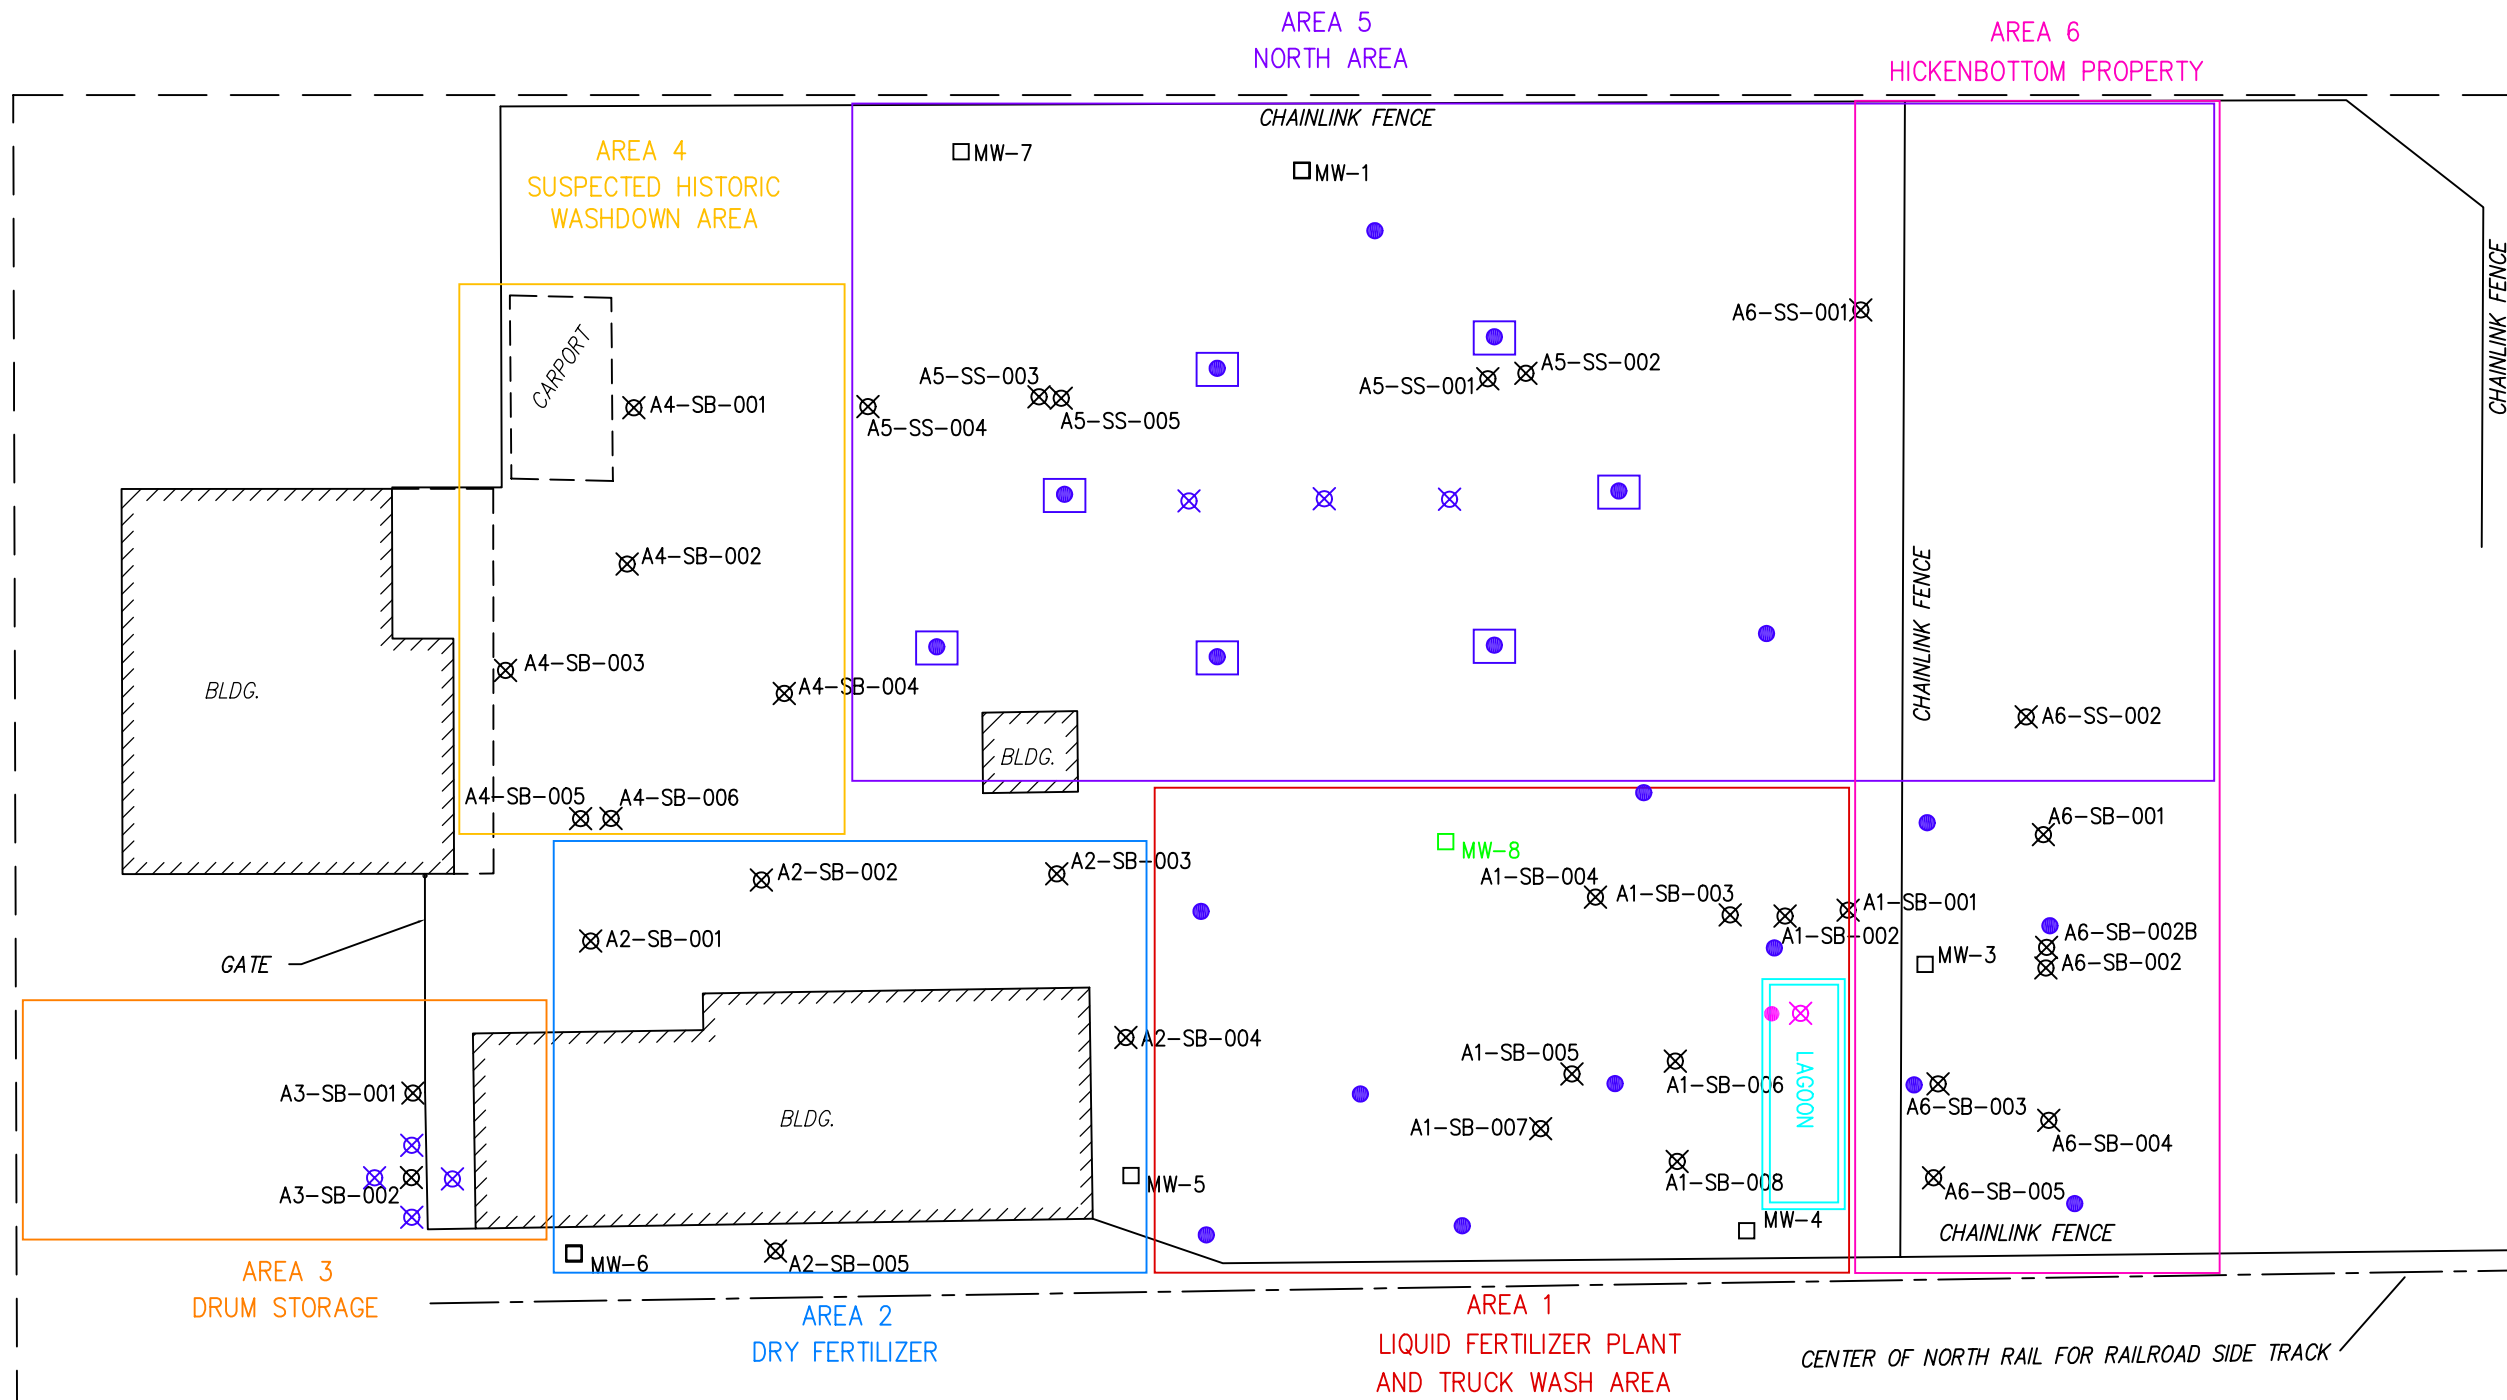 AREA 5
NORTH AREA
AREA 6
HICKENBOTTOM PROPERTY
CHAINLINK FENCE
AREA 4
SUSPECTED HISTORIC
WASHDOWN AREA
MW-7
MW-1
CHAINLINK FENCE
A6-SS-001
CARPORT
A5-SS-003
A5-SS-002
A5-SS-001
A4-SB-001
A5-SS-004
A5-SS-005
A4-SB-002
CHAINLINK FENCE
A4-SB-003
BLDG.
A4-SB-004
A6-SS-002
BLDG.
A4-SB-005
A4-SB-006
A6-SB-001
MW-8
A2-SB-003
A2-SB-002
A1-SB-004
A1-SB-003
A1-SB-001
A2-SB-001
A1-SB-002
A6-SB-002B
MW-3
A6-SB-002
GATE
A2-SB-004
A1-SB-005
LAGOON
A1-SB-006
A3-SB-001
A6-SB-003
BLDG.
A1-SB-007
A6-SB-004
A3-SB-002
MW-5
A1-SB-008
A6-SB-005
MW-4
CHAINLINK FENCE
MW-6
A2-SB-005
AREA 3
DRUM STORAGE
AREA 2
DRY FERTILIZER
AREA 1
LIQUID FERTILIZER PLANT
AND TRUCK WASH AREA
CENTER OF NORTH RAIL FOR RAILROAD SIDE TRACK